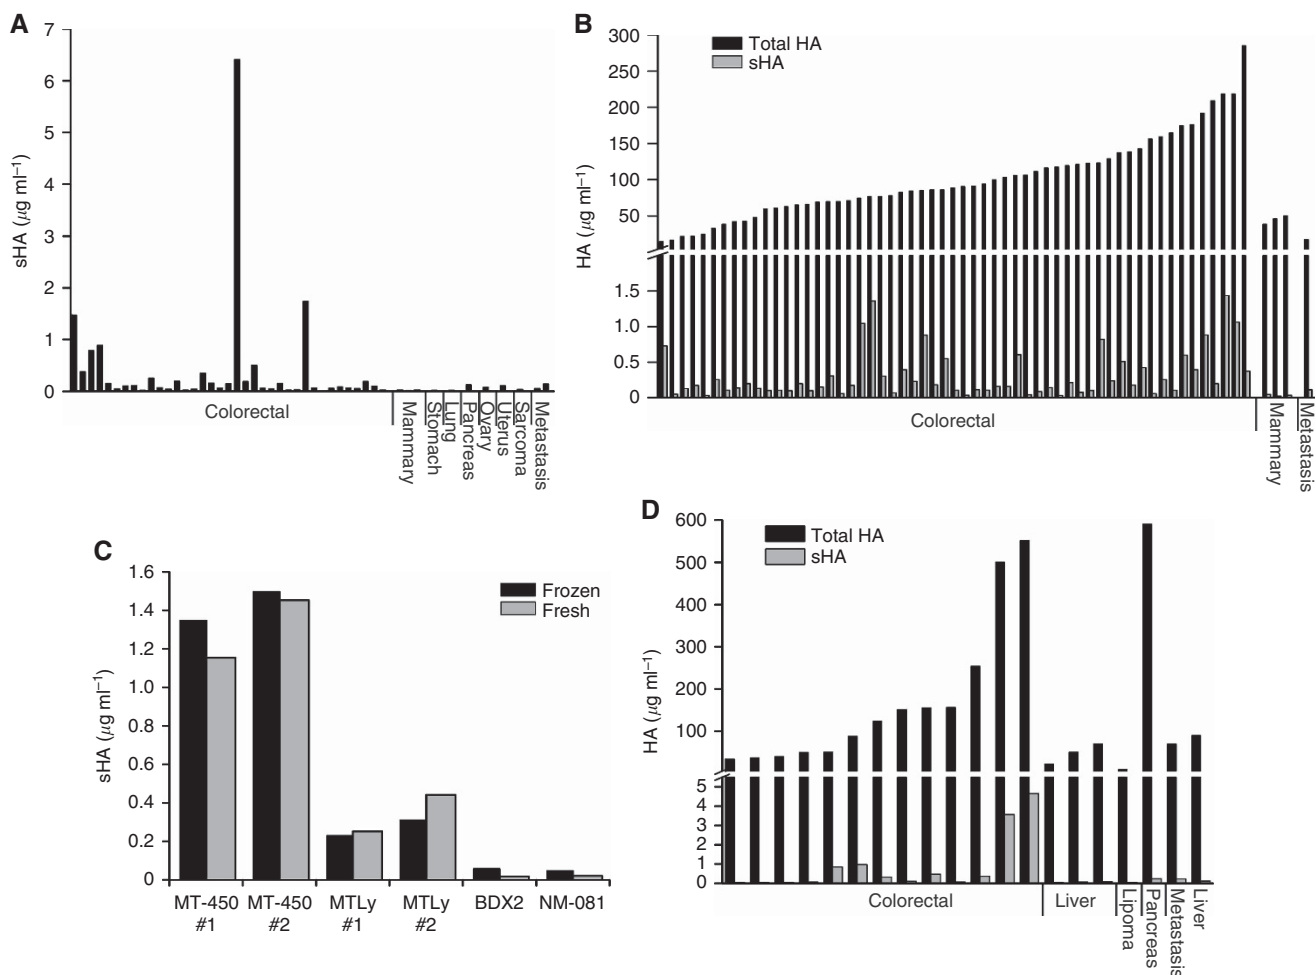 A
7
6
5
4
3
2
1
0
sHA (μg ml⁻¹)
Colorectal
Mammary
Stomach
Lung
Pancreas
Ovary
Uterus
Sarcoma
Metastasis
B
300
250
200
150
100
50
1.5
1.0
0.5
0
HA (μg ml⁻¹)
Total HA
sHA
Colorectal
Mammary
Metastasis
C
1.6
1.4
1.2
1.0
0.8
0.6
0.4
0.2
0
sHA (μg ml⁻¹)
Frozen
Fresh
MT-450 MT-450 MTLy MTLy BDX2 NM-081
#1 #2 #1 #2
D
600
500
400
300
200
100
5
4
3
2
1
0
HA (μg ml⁻¹)
Total HA
sHA
Colorectal
Liver
Lipoma
Pancreas
Metastasis
Liver